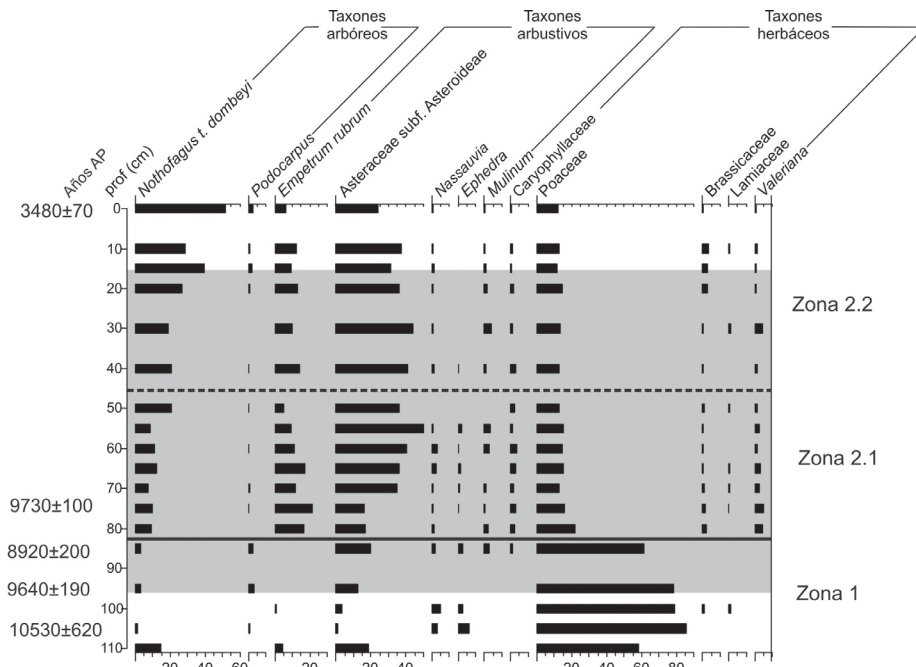 Taxones
arbóreos
Taxones
arbustivos
Taxones
herbáceos
Años AP
prof (cm)
Nothofagus t. dombeyi
Podocarpus
Empetrum rubrum
Asteraceae subf. Asteroideae
Nassauvia
Ephedra
Mulinum
Caryophyllaceae
Poaceae
Brassicaceae
Lamiaceae
Valeriana
3480±70
0
10
20
Zona 2.2
30
40
50
60
Zona 2.1
70
9730±100
80
8920±200
90
9640±190
Zona 1
100
10530±620
110
20 40 60 20 20 40 20 40 60 80